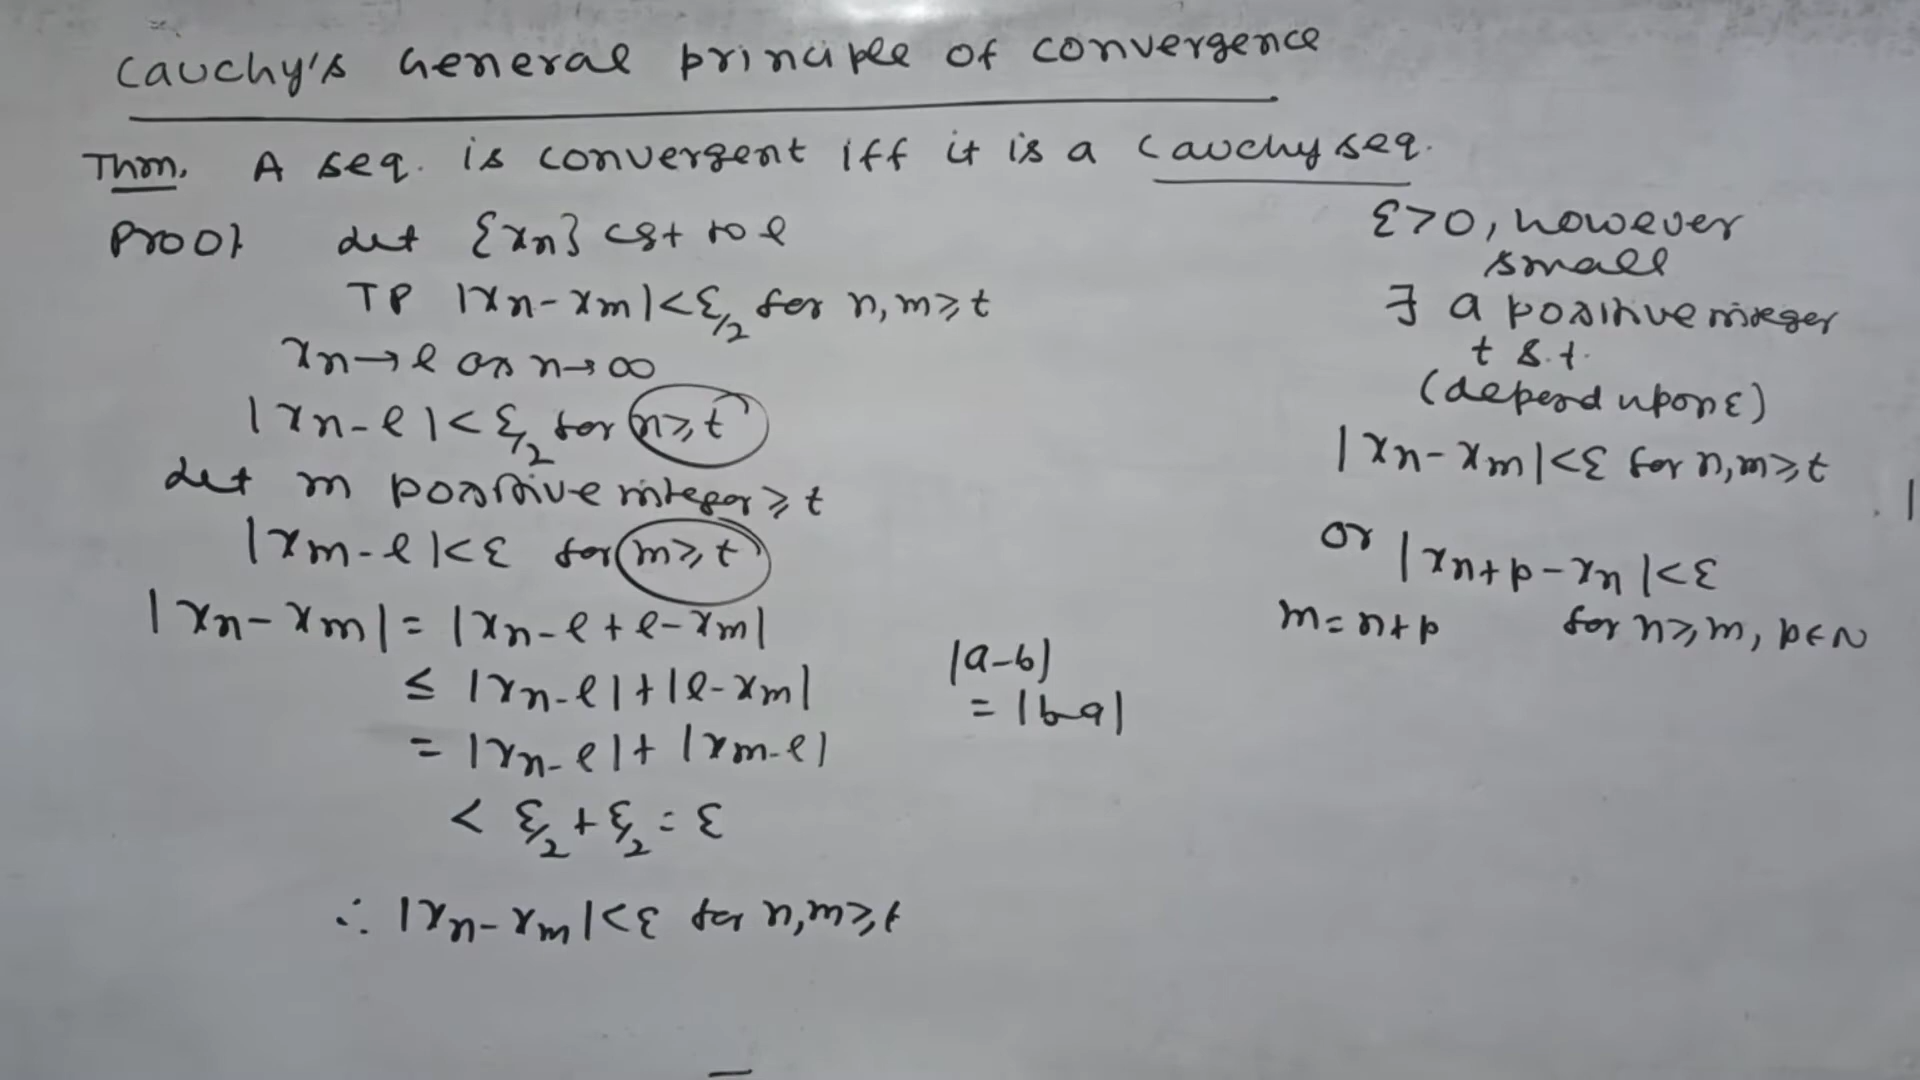 Cauchy's General principle of convergence
Thm. A seq. is convergent iff it is a Cauchy seq.
Proof Let {xn} cgt to l
TP |xn-xm|<ε/2 for n,m≥t
xn→l as n→∞
|xn-l|<ε/2 for n≥t
Let m positive integer ≥ t
|xm-l|<ε for m≥t
|xn-xm| = |xn-l+l-xm|
≤ |xn-l|+|l-xm|
= |xn-l|+|xm-l|
< ε/2+ε/2 = ε
∴ |xn-xm|<ε for n,m≥t
|a-b|
= |b-a|
ε>0, however
small
∃ a positive integer
t s.t.
(depend upon ε)
|xn-xm|<ε for n,m≥t
or |xn+p-xn|<ε
m=n+p for n≥m, p∈N